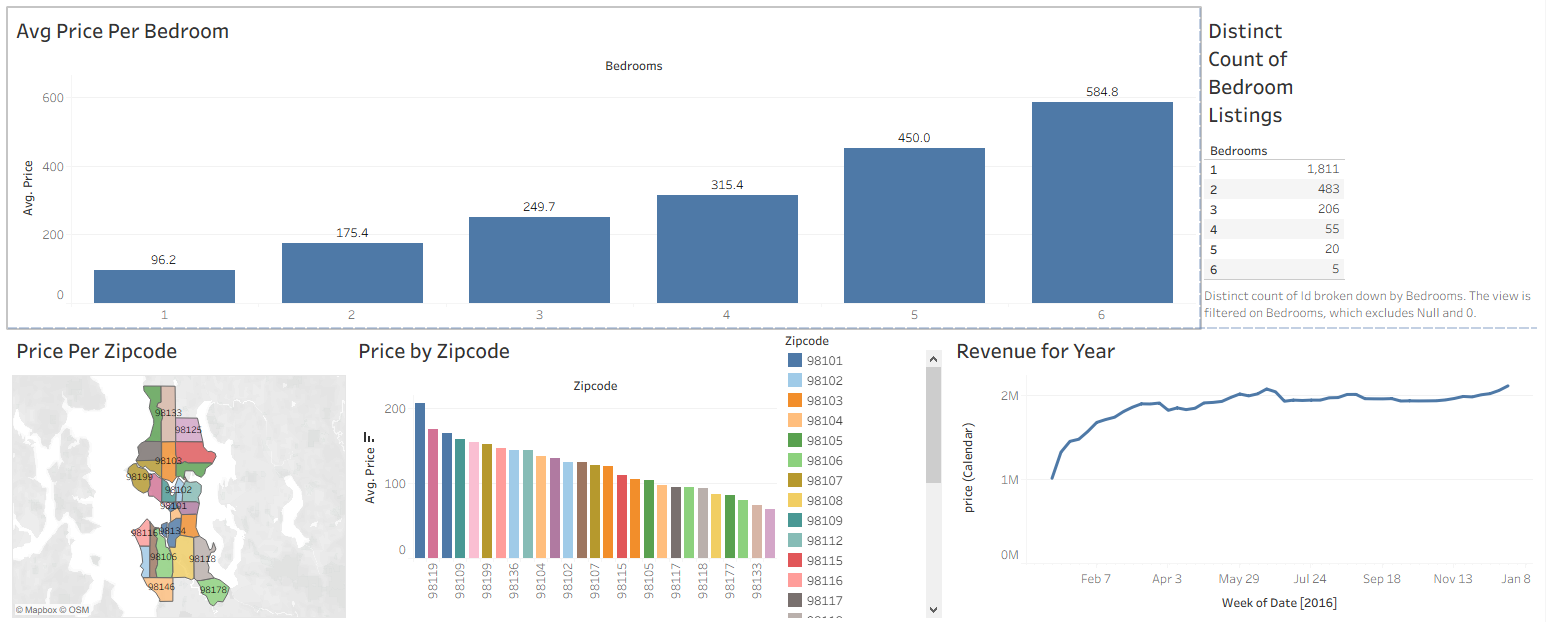 Avg Price Per Bedroom
Bedrooms
Avg. Price
600
400
200
0
96.2
175.4
249.7
315.4
450.0
584.8
1
2
3
4
5
6
Distinct
Count of
Bedroom
Listings
Bedrooms
1 1,811
2 483
3 206
4 55
5 20
6 5
Distinct count of Id broken down by Bedrooms. The view is
filtered on Bedrooms, which excludes Null and 0.
Price Per Zipcode
98133
98125
98103
98199
98102
98101
98116
98134
98106
98118
98146
98178
© Mapbox © OSM
Price by Zipcode
Zipcode
Avg. Price
200
100
0
98119
98109
98199
98136
98104
98102
98107
98115
98105
98117
98118
98177
98133
Zipcode
98101
98102
98103
98104
98105
98106
98107
98108
98109
98112
98115
98116
98117
Revenue for Year
price (Calendar)
2M
1M
0M
Feb 7
Apr 3
May 29
Jul 24
Sep 18
Nov 13
Jan 8
Week of Date [2016]